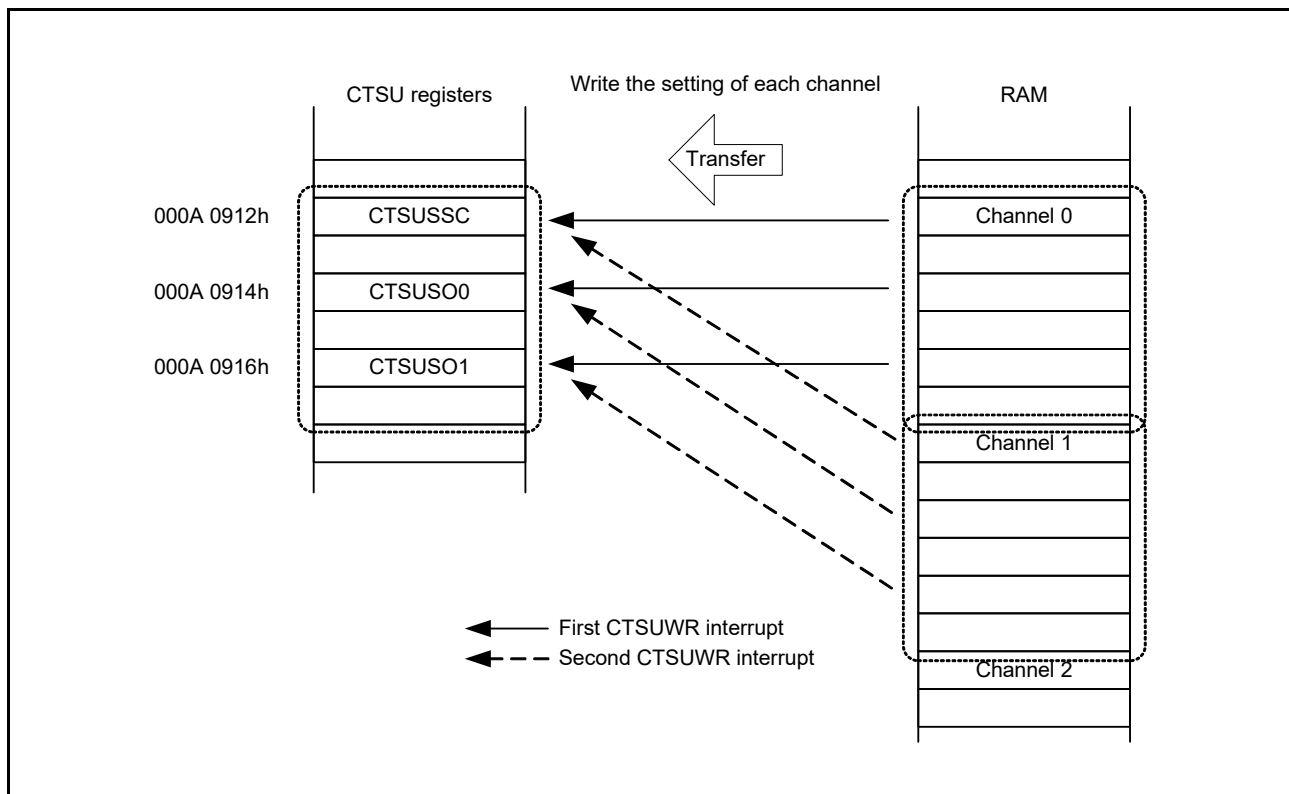 Write the setting of each channel
CTSU registers
RAM
Transfer
000A 0912h
CTSUSSC
Channel 0
000A 0914h
CTSUSO0
000A 0916h
CTSUSO1
Channel 1
First CTSUWR interrupt
Second CTSUWR interrupt
Channel 2